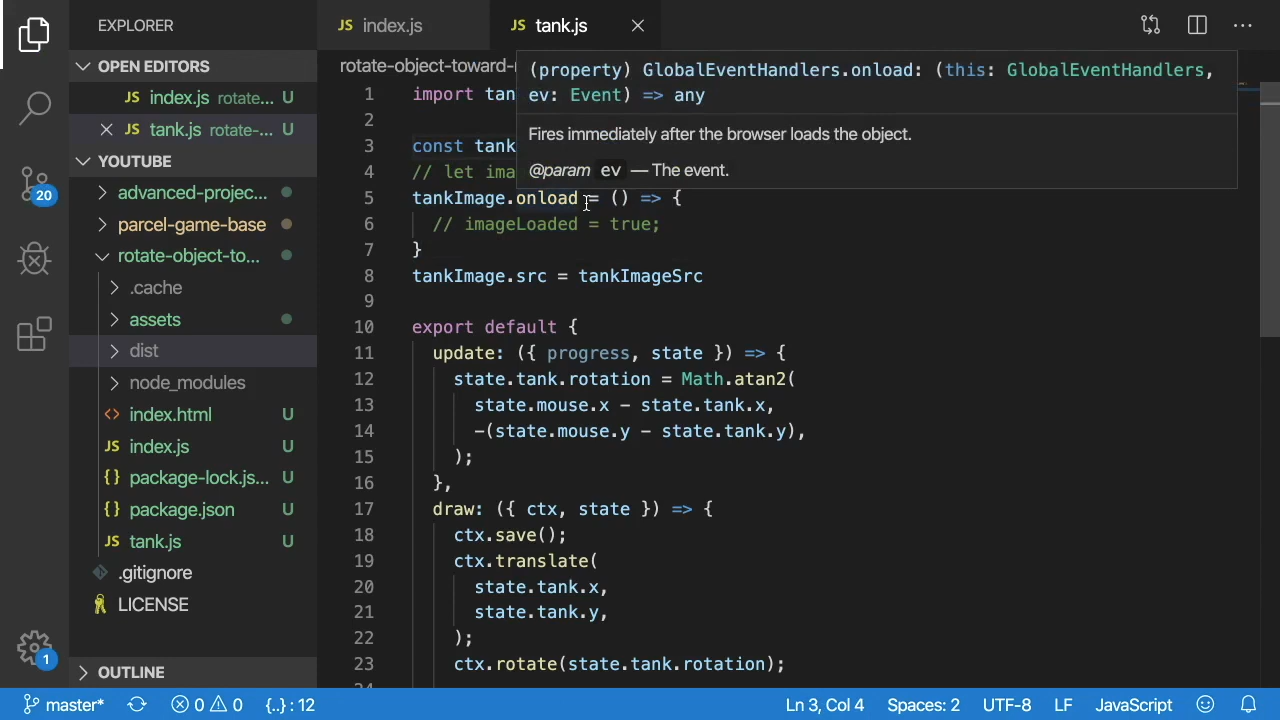 EXPLORER
JS index.js
JS tank.js
OPEN EDITORS
JS index.js rotate... U
JS tank.js rotate-... U
YOUTUBE
advanced-projec...
parcel-game-base
rotate-object-to...
.cache
assets
dist
node_modules
<> index.html U
JS index.js U
{ } package-lock.js... U
{ } package.json U
JS tank.js U
.gitignore
LICENSE
OUTLINE
20
1
rotate-object-toward-
(property) GlobalEventHandlers.onload: (this: GlobalEventHandlers,
ev: Event) => any
Fires immediately after the browser loads the object.
@param ev — The event.
1 import tan
2
3 const tank
4 // let ima
5 tankImage.onload = () => {
6 // imageLoaded = true;
7 }
8 tankImage.src = tankImageSrc
9
10 export default {
11 update: ({ progress, state }) => {
12 state.tank.rotation = Math.atan2(
13 state.mouse.x - state.tank.x,
14 -(state.mouse.y - state.tank.y),
15 );
16 },
17 draw: ({ ctx, state }) => {
18 ctx.save();
19 ctx.translate(
20 state.tank.x,
21 state.tank.y,
22 );
23 ctx.rotate(state.tank.rotation);
master* 0 0 {..} : 12 Ln 3, Col 4 Spaces: 2 UTF-8 LF JavaScript